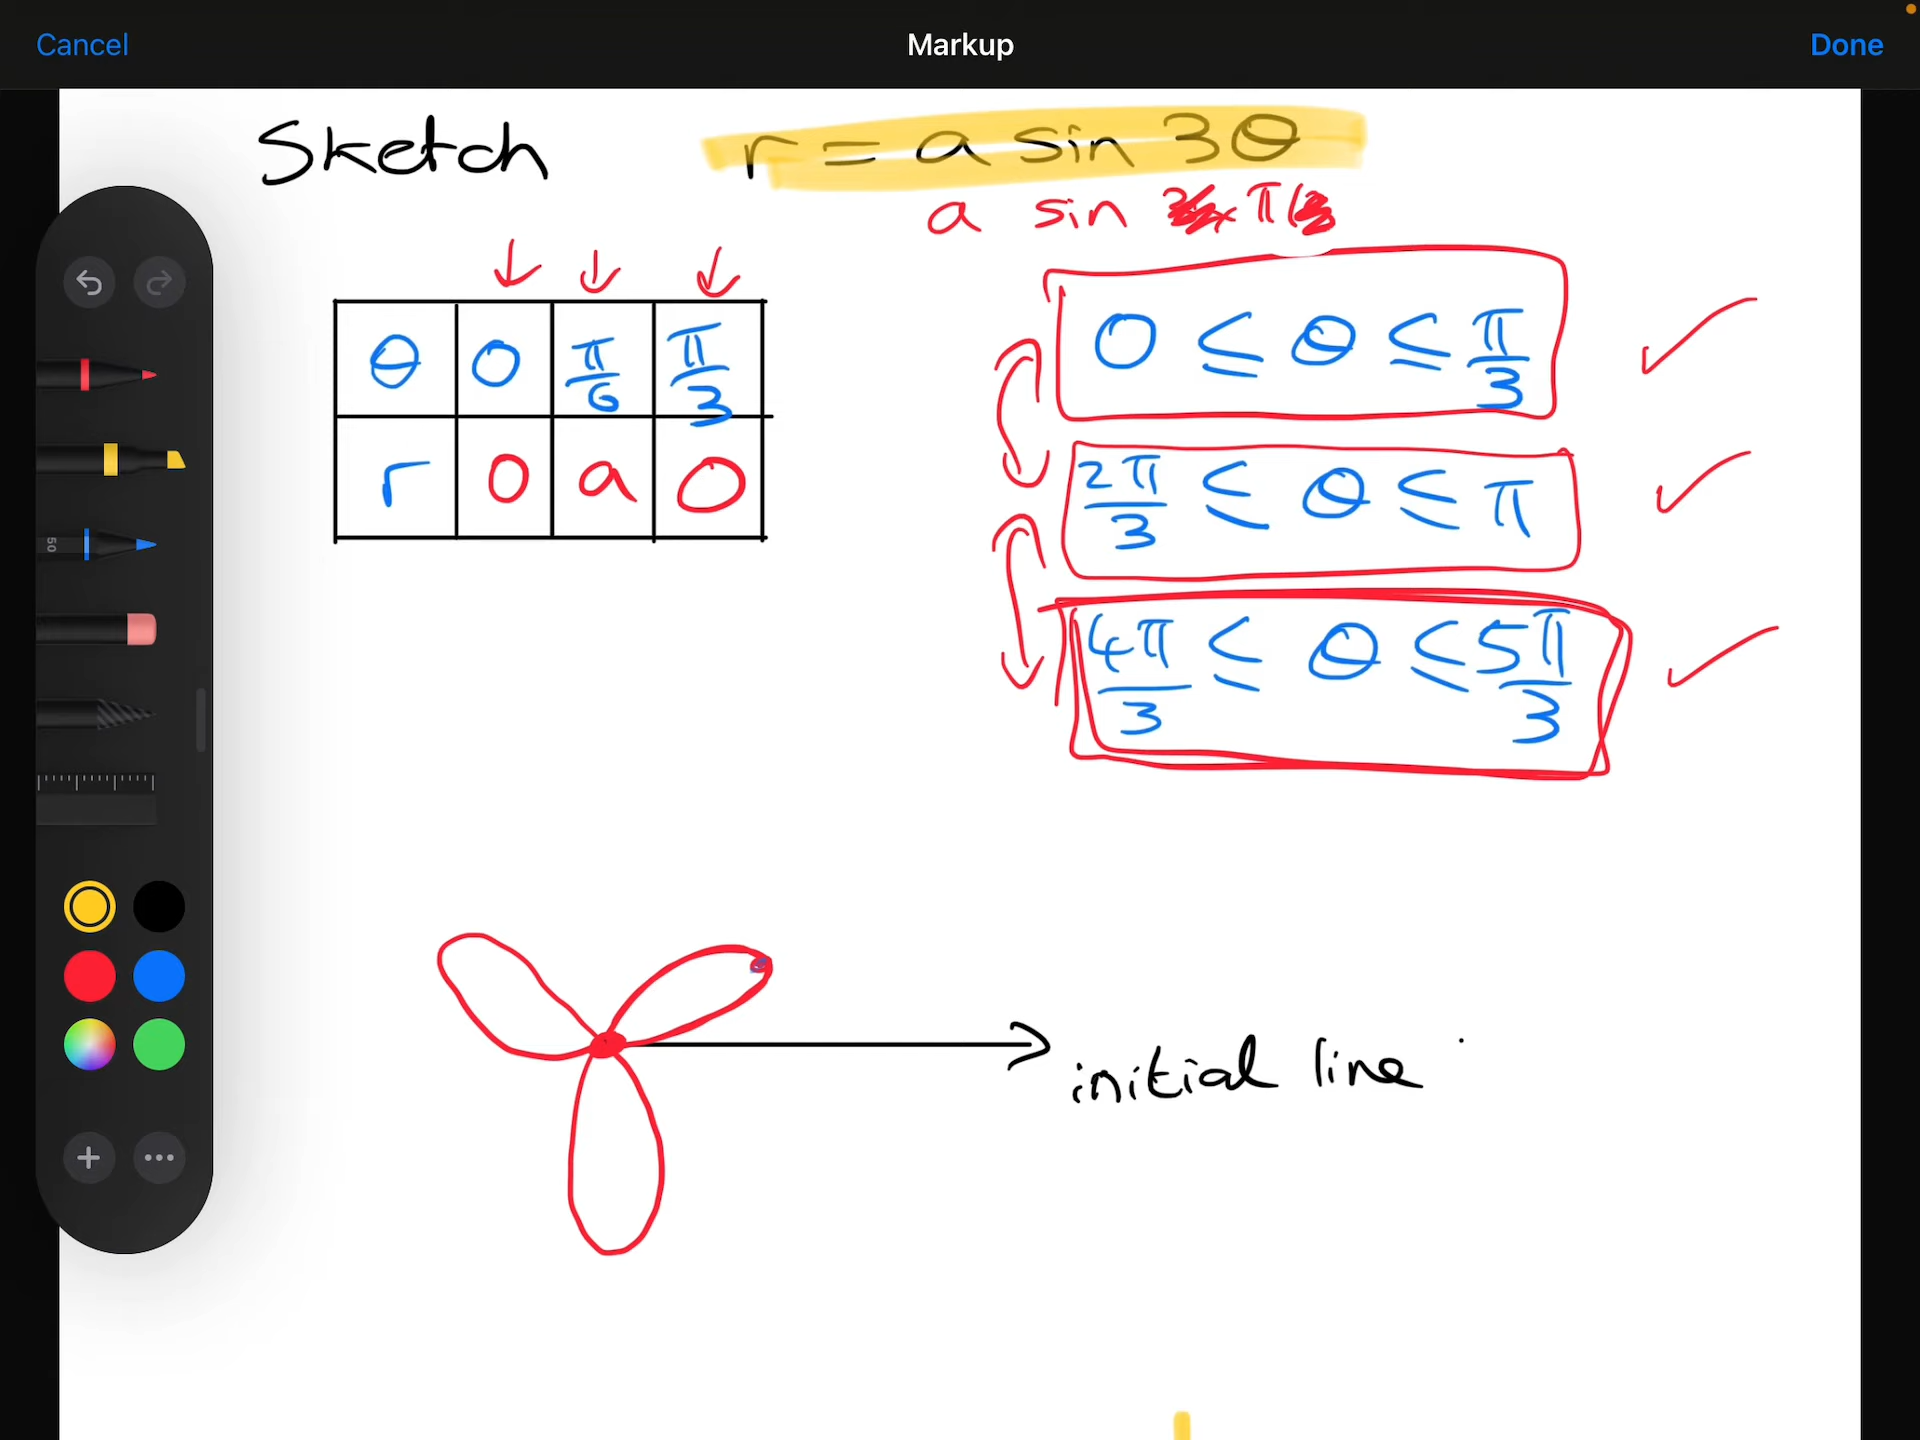 Cancel Markup Done
Sketch r = a sin 3θ
a sin π
θ 0 π/6 π/3
r 0 a 0
0 ≤ θ ≤ π/3
2π/3 ≤ θ ≤ π
4π/3 ≤ θ ≤ 5π/3
50
initial line